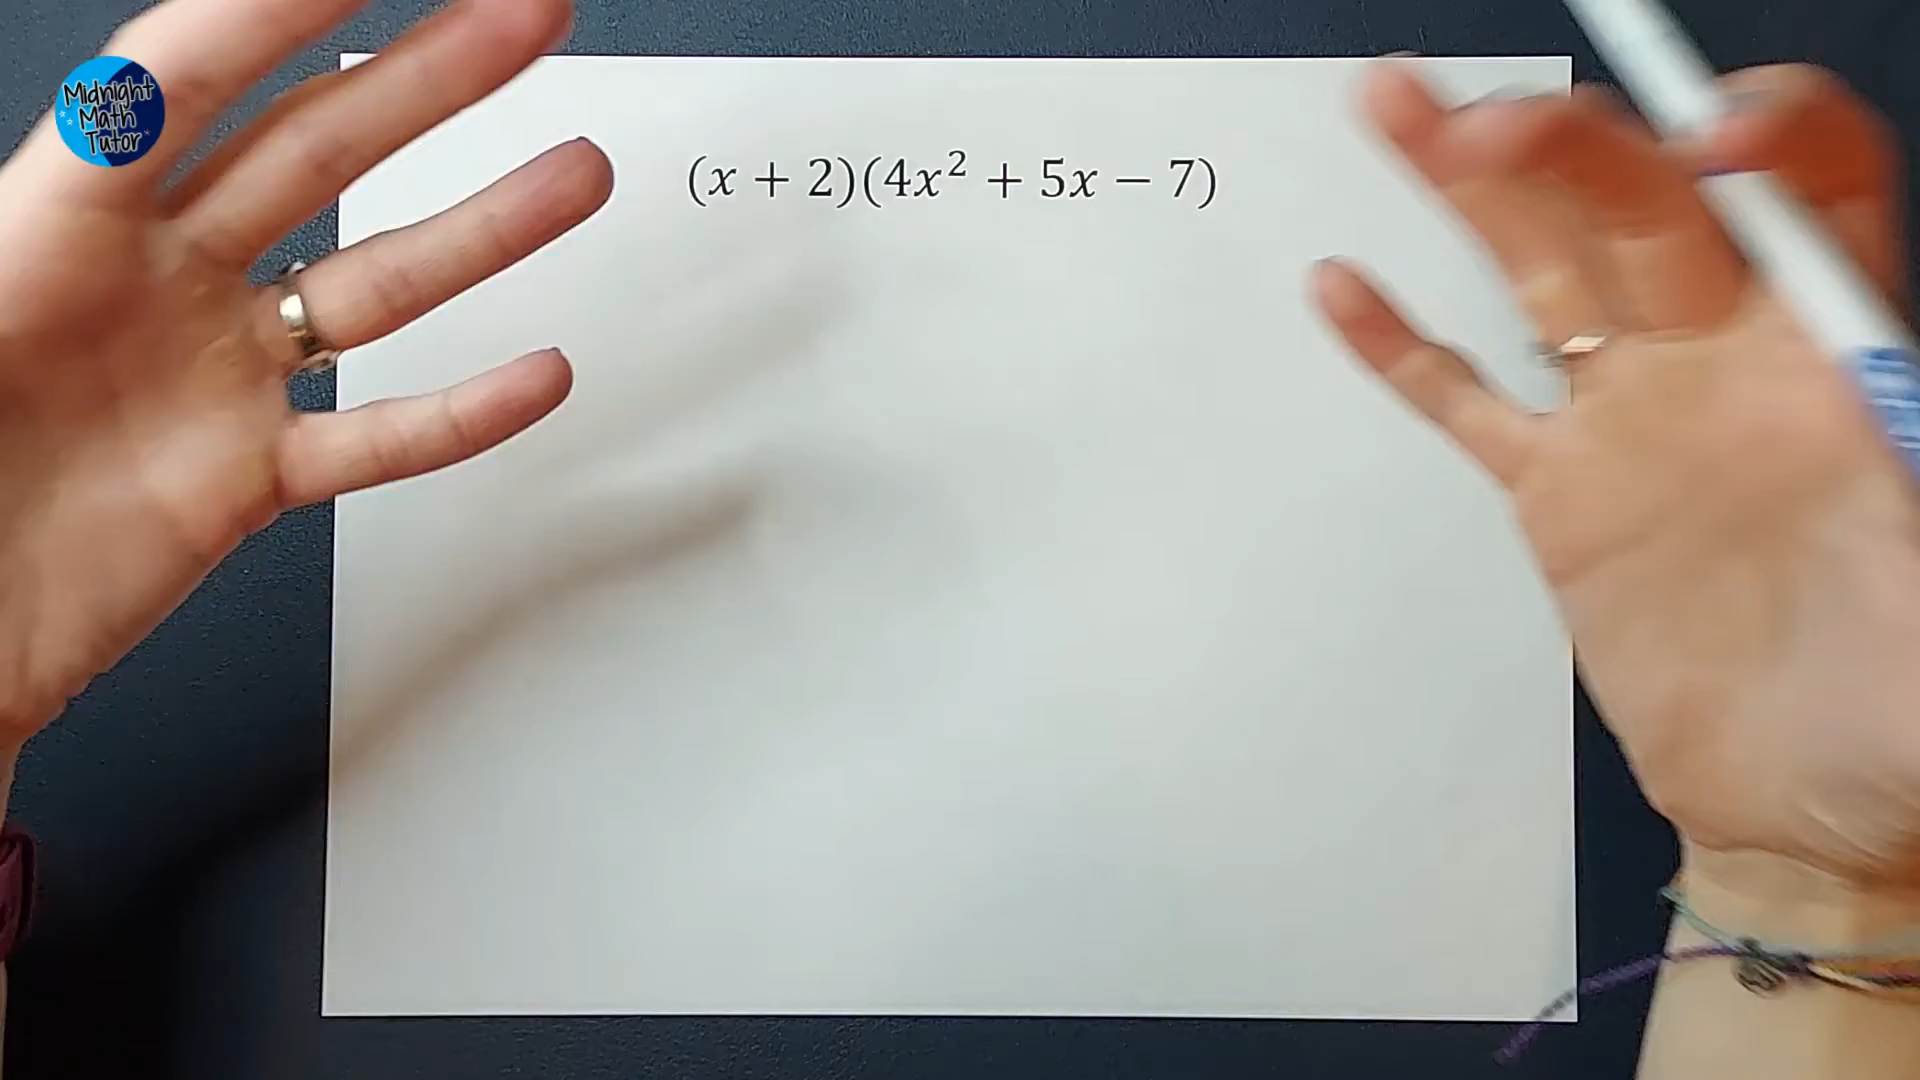 Midnight
Math
Tutor
(x + 2)(4x² + 5x − 7)